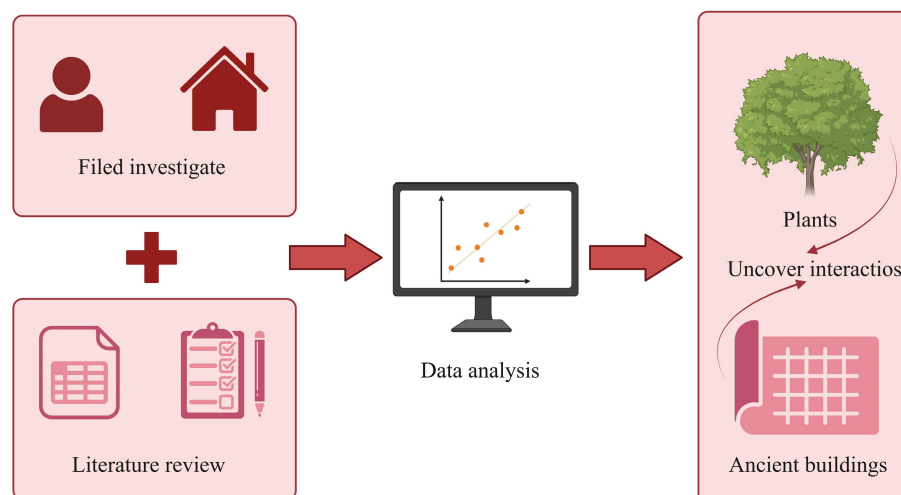 Filed investigate
Literature review
Data analysis
Plants
Uncover interactios
Ancient buildings